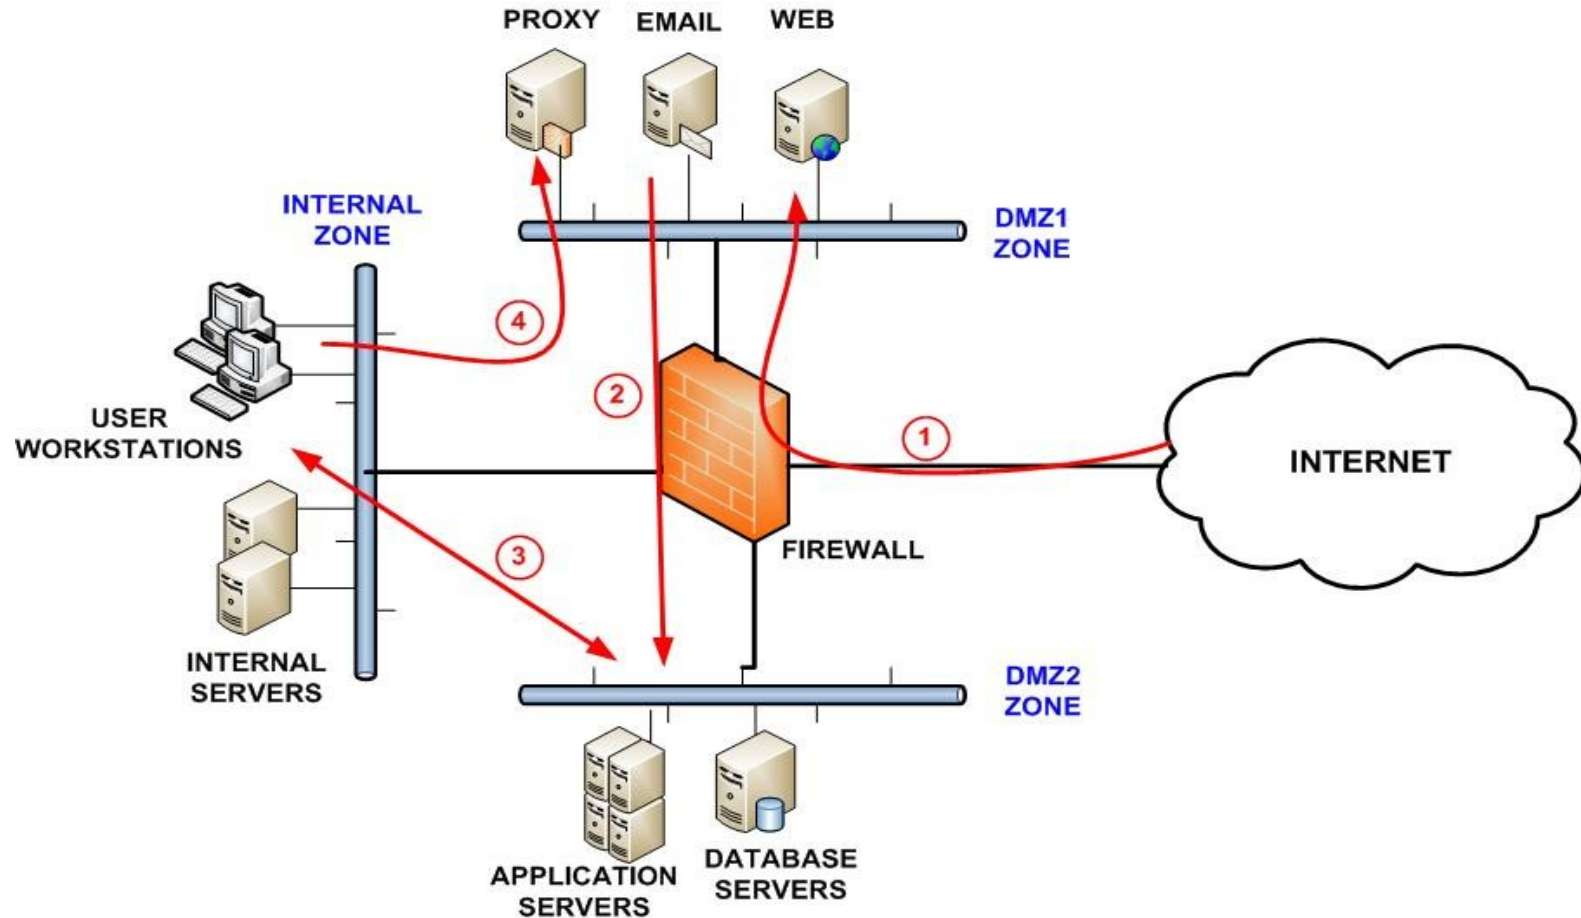 PROXY
EMAIL
WEB
INTERNAL
ZONE
DMZ1
ZONE
4
2
1
USER
WORKSTATIONS
INTERNET
FIREWALL
3
INTERNAL
SERVERS
DMZ2
ZONE
APPLICATION
SERVERS
DATABASE
SERVERS